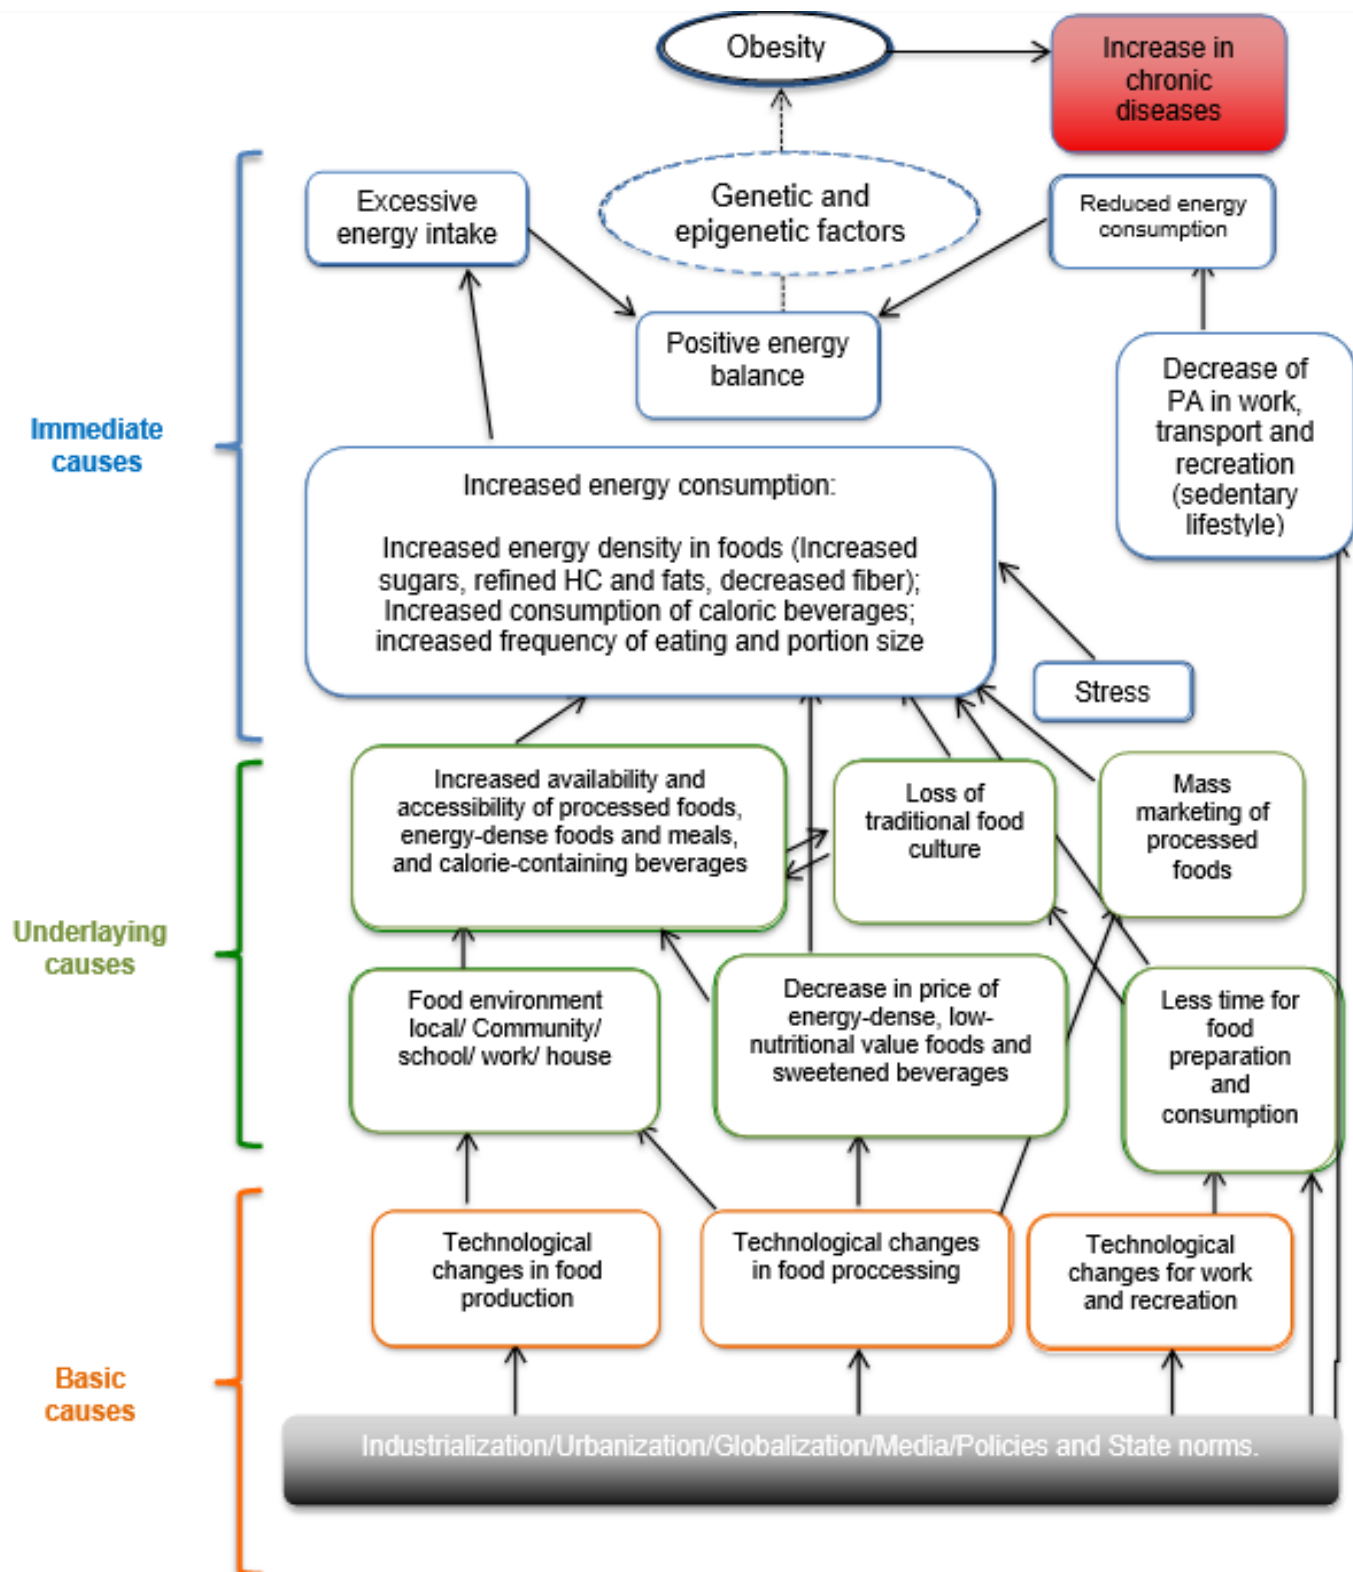 Obesity
Increase in
chronic
diseases
Excessive
energy intake
Genetic and
epigenetic factors
Reduced energy
consumption
Positive energy
balance
Decrease of
PA in work,
transport and
recreation
(sedentary
lifestyle)
Immediate
causes
Increased energy consumption:
Increased energy density in foods (Increased
sugars, refined HC and fats, decreased fiber);
Increased consumption of caloric beverages;
increased frequency of eating and portion size
Stress
Increased availability and
accessibility of processed foods,
energy-dense foods and meals,
and calorie-containing beverages
Loss of
traditional food
culture
Mass
marketing of
processed
foods
Underlaying
causes
Food environment
local/ Community/
school/ work/ house
Decrease in price of
energy-dense, low-
nutritional value foods and
sweetened beverages
Less time for
food
preparation
and
consumption
Technological
changes in food
production
Technological changes
in food proccessing
Technological
changes for work
and recreation
Basic
causes
Industrialization/Urbanization/Globalization/Media/Policies and State norms.